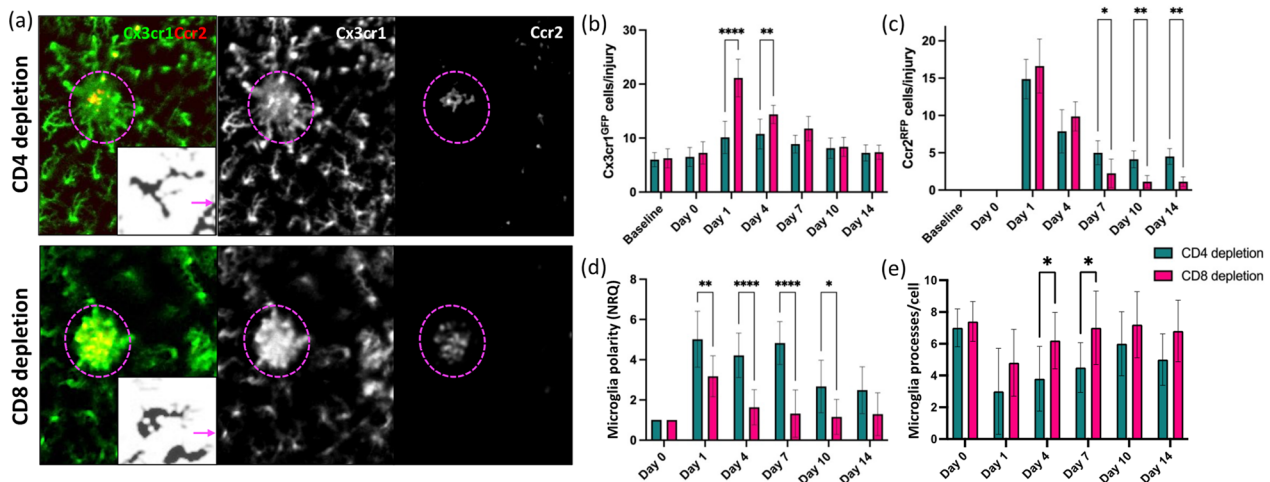 (a)
Cx3cr1Ccr2
Cx3cr1
Ccr2
CD4 depletion
CD8 depletion
(b)
Cx3cr1GFP cells/injury
30
20
10
0
**** **
Baseline
Day 0
Day 1
Day 4
Day 7
Day 10
Day 14
(c)
Ccr2RFP cells/injury
20
15
10
5
0
* ** **
Baseline
Day 0
Day 1
Day 4
Day 7
Day 10
Day 14
CD4 depletion
CD8 depletion
(d)
Microglia polarity (NRQ)
8
6
4
2
0
** **** **** *
Day 0
Day 1
Day 4
Day 7
Day 10
Day 14
(e)
Microglia processes/cell
10
8
6
4
2
0
* *
Day 0
Day 1
Day 4
Day 7
Day 10
Day 14